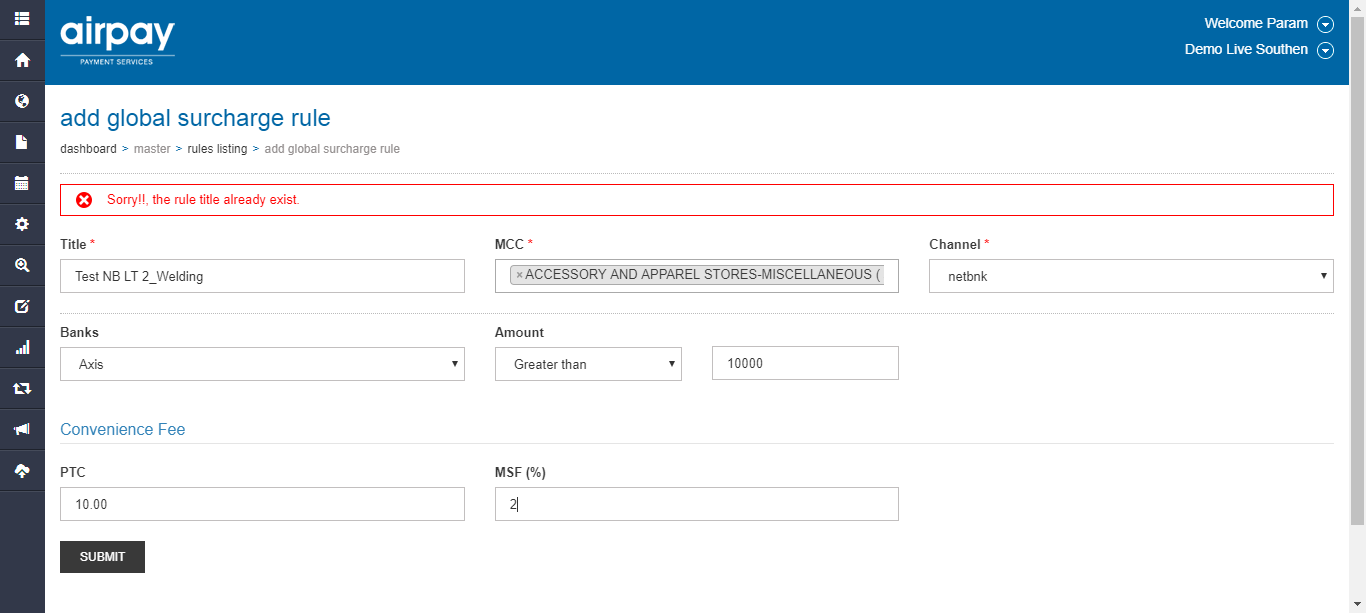 airpay
PAYMENT SERVICES
Welcome Param
Demo Live Southen
add global surcharge rule
dashboard > master > rules listing > add global surcharge rule
Sorry!!, the rule title already exist.
Title * MCC * Channel *
Test NB LT 2_Welding ×ACCESSORY AND APPAREL STORES-MISCELLANEOUS ( netbnk
Banks Amount
Axis Greater than 10000
Convenience Fee
PTC MSF (%)
10.00 2
SUBMIT